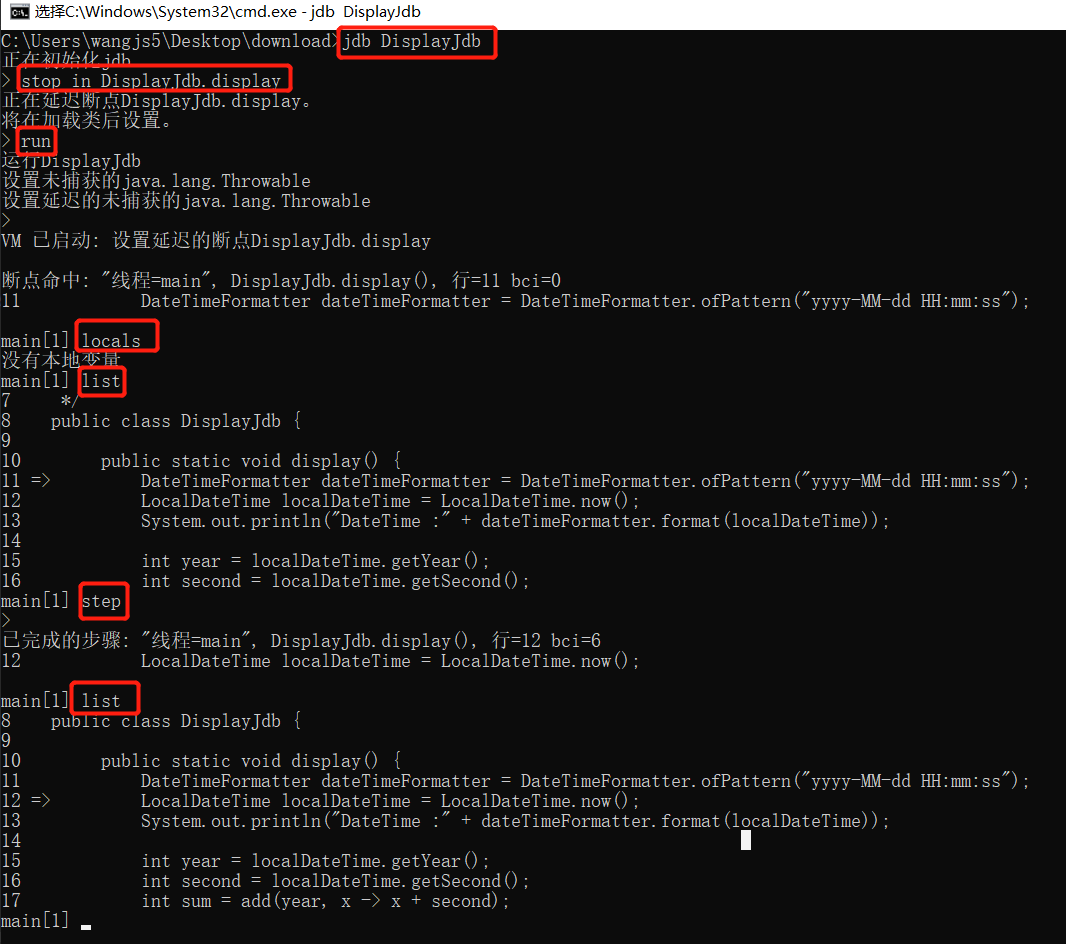 选择C:\Windows\System32\cmd.exe - jdb  DisplayJdb
C:\Users\wangjs5\Desktop\download>jdb DisplayJdb
正在初始化jdb...
> stop in DisplayJdb.display
正在延迟断点DisplayJdb.display。
将在加载类后设置。
> run
运行DisplayJdb
设置未捕获的java.lang.Throwable
设置延迟的未捕获的java.lang.Throwable
>
VM 已启动: 设置延迟的断点DisplayJdb.display
断点命中: "线程=main", DisplayJdb.display(), 行=11 bci=0
11            DateTimeFormatter dateTimeFormatter = DateTimeFormatter.ofPattern("yyyy-MM-dd HH:mm:ss");
main[1] locals
没有本地变量
main[1] list
7     */
8    public class DisplayJdb {
9
10        public static void display() {
11 =>         DateTimeFormatter dateTimeFormatter = DateTimeFormatter.ofPattern("yyyy-MM-dd HH:mm:ss");
12            LocalDateTime localDateTime = LocalDateTime.now();
13            System.out.println("DateTime :" + dateTimeFormatter.format(localDateTime));
14
15            int year = localDateTime.getYear();
16            int second = localDateTime.getSecond();
main[1] step
>
已完成的步骤: "线程=main", DisplayJdb.display(), 行=12 bci=6
12            LocalDateTime localDateTime = LocalDateTime.now();
main[1] list
8    public class DisplayJdb {
9
10        public static void display() {
11            DateTimeFormatter dateTimeFormatter = DateTimeFormatter.ofPattern("yyyy-MM-dd HH:mm:ss");
12 =>         LocalDateTime localDateTime = LocalDateTime.now();
13            System.out.println("DateTime :" + dateTimeFormatter.format(localDateTime));
14
15            int year = localDateTime.getYear();
16            int second = localDateTime.getSecond();
17            int sum = add(year, x -> x + second);
main[1]